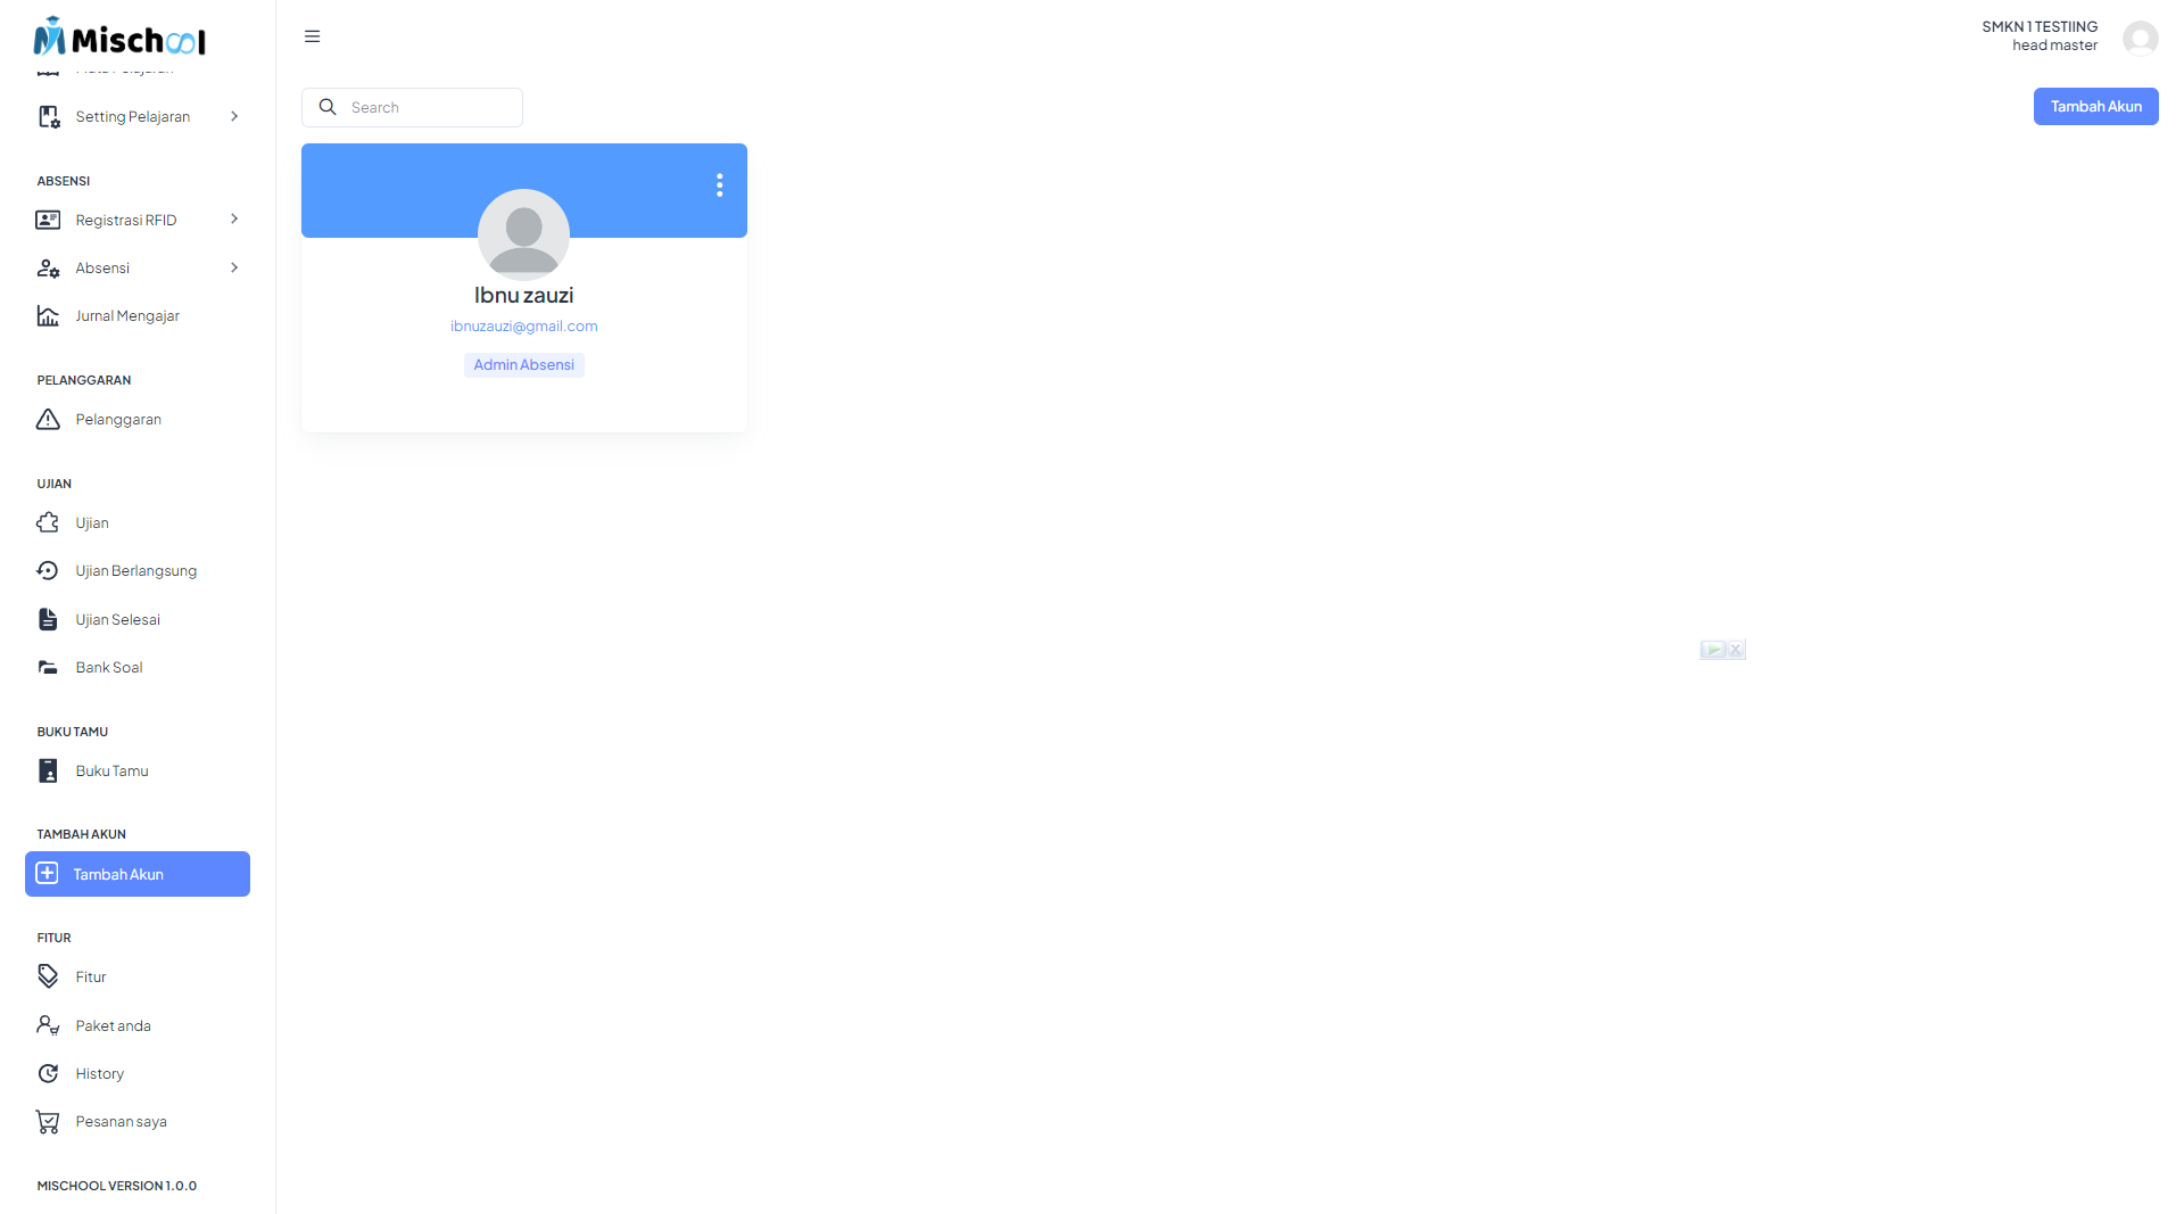 Mischool
SMKN 1 TESTIING
head master
Setting Pelajaran
Search
Tambah Akun
ABSENSI
Registrasi RFID
Absensi
Jurnal Mengajar
Ibnu zauzi
ibnuzauzi@gmail.com
Admin Absensi
PELANGGARAN
Pelanggaran
UJIAN
Ujian
Ujian Berlangsung
Ujian Selesai
Bank Soal
BUKU TAMU
Buku Tamu
TAMBAH AKUN
Tambah Akun
FITUR
Fitur
Paket anda
History
Pesanan saya
MISCHOOL VERSION 1.0.0